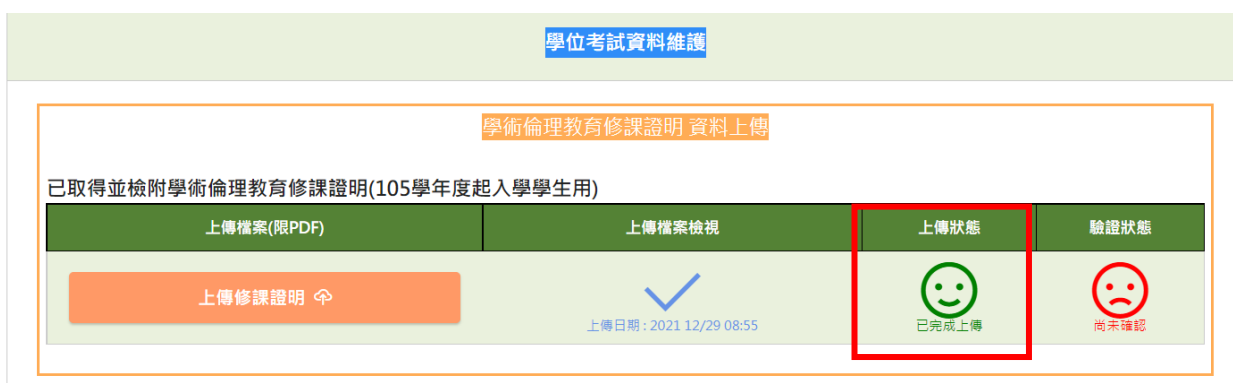 學位考試資料維護
學術倫理教育修課證明 資料上傳
已取得並檢附學術倫理教育修課證明(105學年度起入學學生用)
上傳檔案(限PDF) 上傳檔案檢視 上傳狀態 驗證狀態
上傳修課證明
上傳日期 : 2021 12/29 08:55 已完成上傳 尚未確認